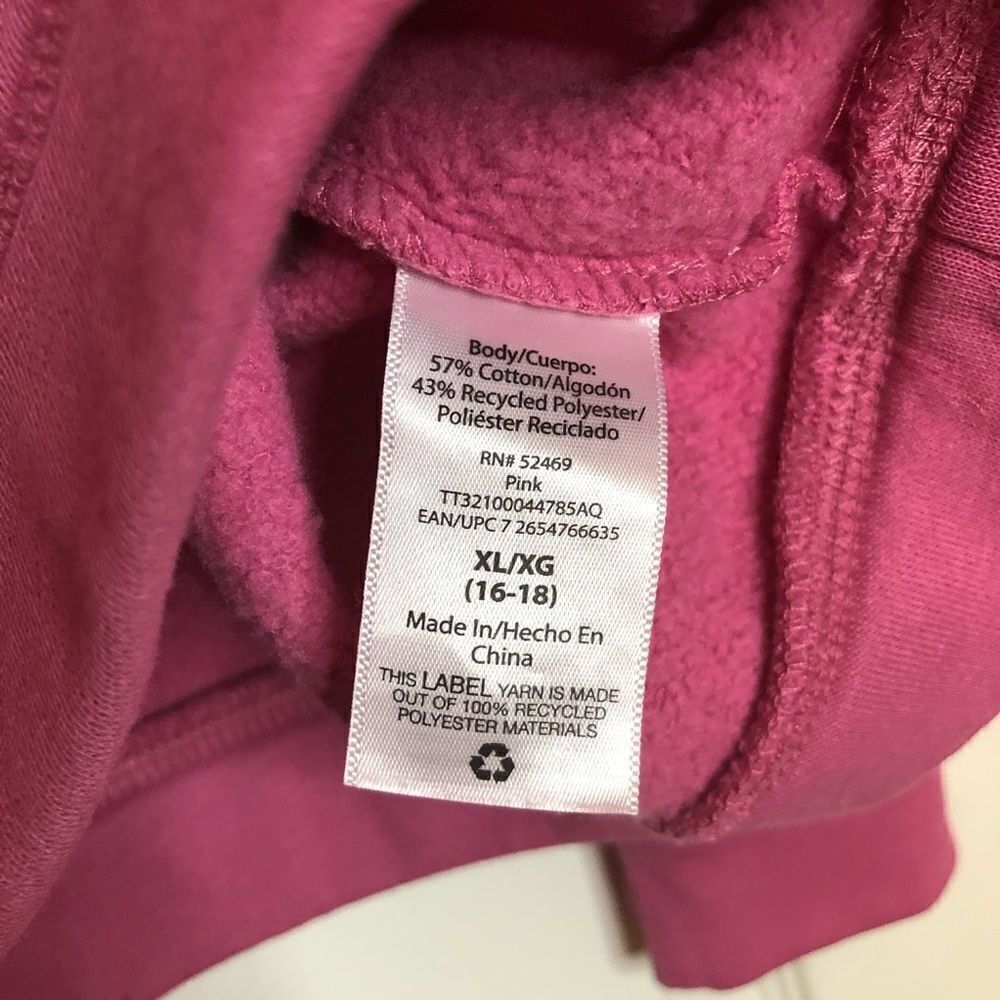 Body/Cuerpo:
57% Cotton/Algodón
43% Recycled Polyester/
Poliéster Reciclado
RN# 52469
Pink
TT32100044785AQ
EAN/UPC 7 2654766635
XL/XG
(16-18)
Made In/Hecho En
China
THIS LABEL YARN IS MADE
OUT OF 100% RECYCLED
POLYESTER MATERIALS